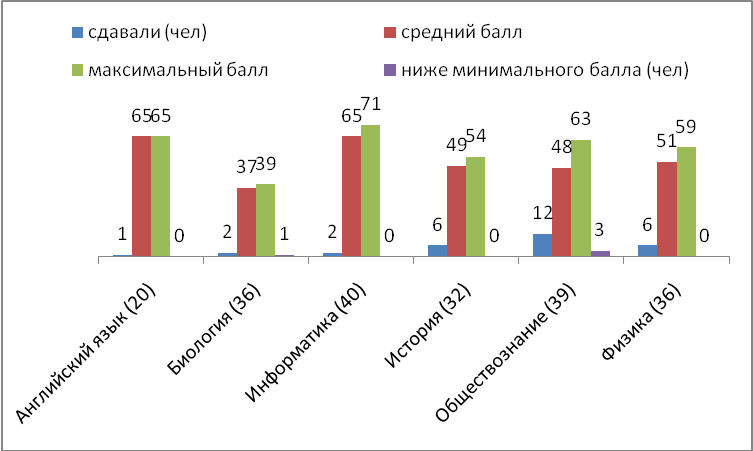 сдавали (чел) средний балл
максимальный балл ниже минимального балла (чел)
1 65 65 0
2 37 39 1
2 65 71 0
6 49 54 0
12 48 63 3
6 51 59 0
Английский язык (20)
Биология (36)
Информатика (40)
История (32)
Обществознание (39)
Физика (36)